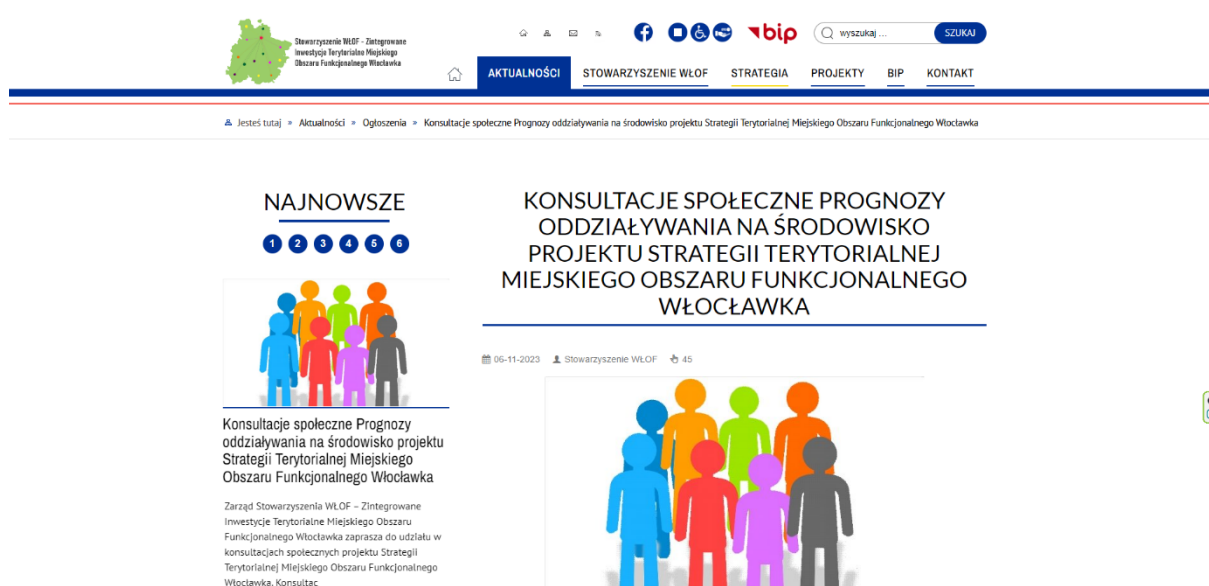 Stowarzyszenie WŁOF - Zintegrowane
Inwestycje Terytorialne Miejskiego
Obszaru Funkcjonalnego Włocławka
bip
wyszukaj ...
SZUKAJ
AKTUALNOŚCI
STOWARZYSZENIE WŁOF
STRATEGIA
PROJEKTY
BIP
KONTAKT
Jesteś tutaj » Aktualności » Ogłoszenia » Konsultacje społeczne Prognozy oddziaływania na środowisko projektu Strategii Terytorialnej Miejskiego Obszaru Funkcjonalnego Włocławka
NAJNOWSZE
1 2 3 4 5 6
Konsultacje społeczne Prognozy
oddziaływania na środowisko projektu
Strategii Terytorialnej Miejskiego
Obszaru Funkcjonalnego Włocławka
Zarząd Stowarzyszenia WŁOF – Zintegrowane
Inwestycje Terytorialne Miejskiego Obszaru
Funkcjonalnego Włocławka zaprasza do udziału w
konsultacjach społecznych projektu Strategii
Terytorialnej Miejskiego Obszaru Funkcjonalnego
Włocławka. Konsultac
KONSULTACJE SPOŁECZNE PROGNOZY
ODDZIAŁYWANIA NA ŚRODOWISKO
PROJEKTU STRATEGII TERYTORIALNEJ
MIEJSKIEGO OBSZARU FUNKCJONALNEGO
WŁOCŁAWKA
06-11-2023 Stowarzyszenie WŁOF 45